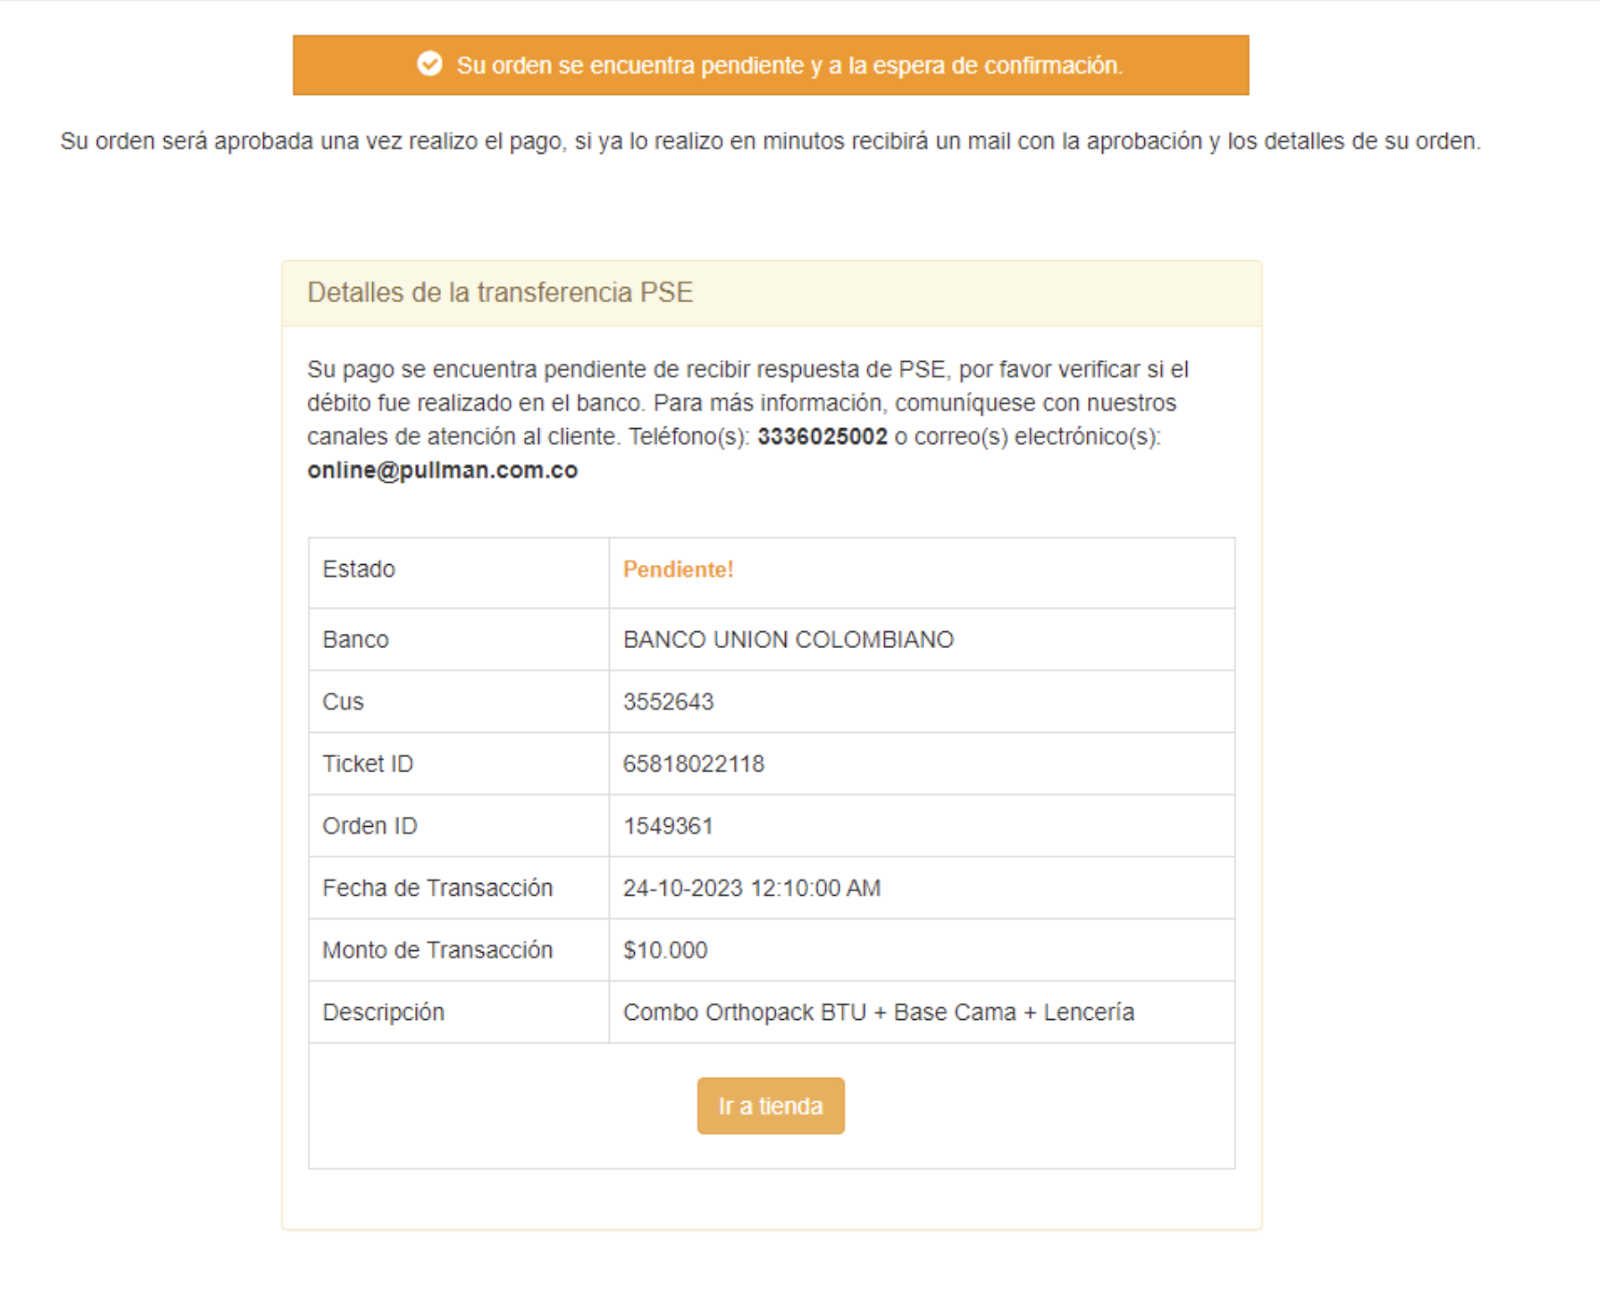 Su orden se encuentra pendiente y a la espera de confirmación.
Su orden será aprobada una vez realizo el pago, si ya lo realizo en minutos recibirá un mail con la aprobación y los detalles de su orden.
Detalles de la transferencia PSE
Su pago se encuentra pendiente de recibir respuesta de PSE, por favor verificar si el
débito fue realizado en el banco. Para más información, comuníquese con nuestros
canales de atención al cliente. Teléfono(s): 3336025002 o correo(s) electrónico(s):
online@pullman.com.co
Estado Pendiente!
Banco BANCO UNION COLOMBIANO
Cus 3552643
Ticket ID 65818022118
Orden ID 1549361
Fecha de Transacción 24-10-2023 12:10:00 AM
Monto de Transacción $10.000
Descripción Combo Orthopack BTU + Base Cama + Lencería
Ir a tienda